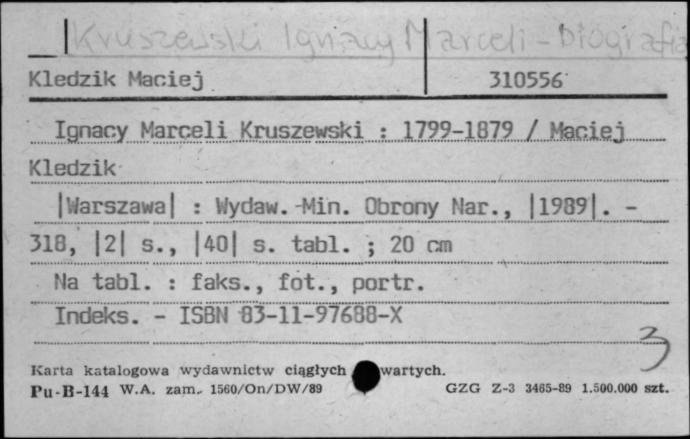 Kruszewski Ignacy Marceli - biografia
Kledzik Maciej 310556
Ignacy Marceli Kruszewski : 1799-1879 / Maciej
Kledzik
|Warszawa| : Wydaw. Min. Obrony Nar., |1989|. -
318, |2| s., |40| s. tabl. ; 20 cm
Na tabl. : faks., fot., portr.
Indeks. - ISBN 83-11-97688-X
3
Karta katalogowa wydawnictw ciągłych wartych.
Pu-B-144 W.A. zam. 1560/On/DW/89 GZG Z-3 3465-89 1.500.000 szt.